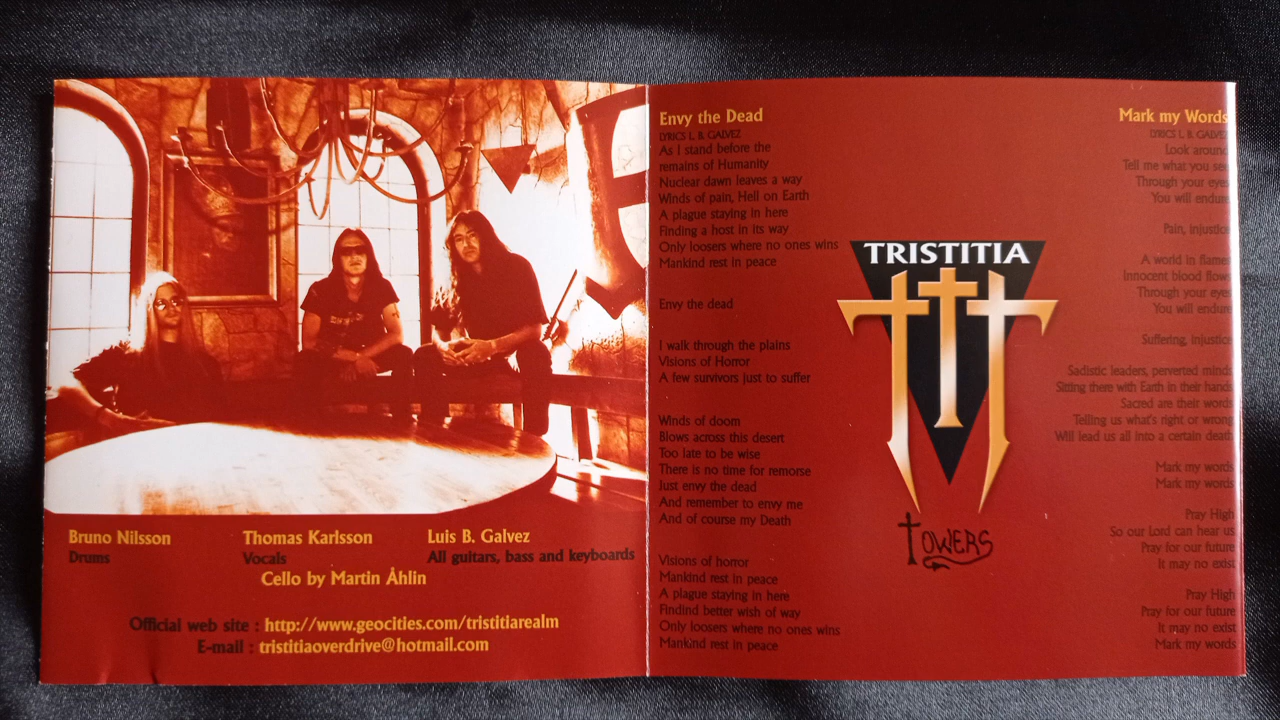 Bruno Nilsson
Drums
Thomas Karlsson
Vocals
Luis B. Galvez
All guitars, bass and keyboards
Cello by Martin Åhlin
Official web site : http://www.geocities.com/tristitiarealm
E-mail : tristitiaoverdrive@hotmail.com
Envy the Dead
LYRICS L. B. GALVEZ
As I stand before the
remains of Humanity
Nuclear dawn leaves a way
Winds of pain, Hell on Earth
A plague staying in here
Finding a host in its way
Only loosers where no ones wins
Mankind rest in peace
Envy the dead
I walk through the plains
Visions of Horror
A few survivors just to suffer
Winds of doom
Blows across this desert
Too late to be wise
There is no time for remorse
Just envy the dead
And remember to envy me
And of course my Death
Visions of horror
Mankind rest in peace
A plague staying in here
Findind better wish of way
Only loosers where no ones wins
Mankind rest in peace
TRISTITIA
TOWERS
Mark my Words
LYRICS L. B. GALVEZ
Look around
Tell me what you see
Through your eyes
You will endure
Pain, injustice
A world in flames
Innocent blood flows
Through your eyes
You will endure
Suffering, injustice
Sadistic leaders, perverted minds
Sitting there with Earth in their hands
Sacred are their words
Telling us what's right or wrong
Will lead us all into a certain death
Mark my words
Mark my words
Pray High
So our Lord can hear us
Pray for our future
It may no exist
Pray High
Pray for our future
It may no exist
Mark my words